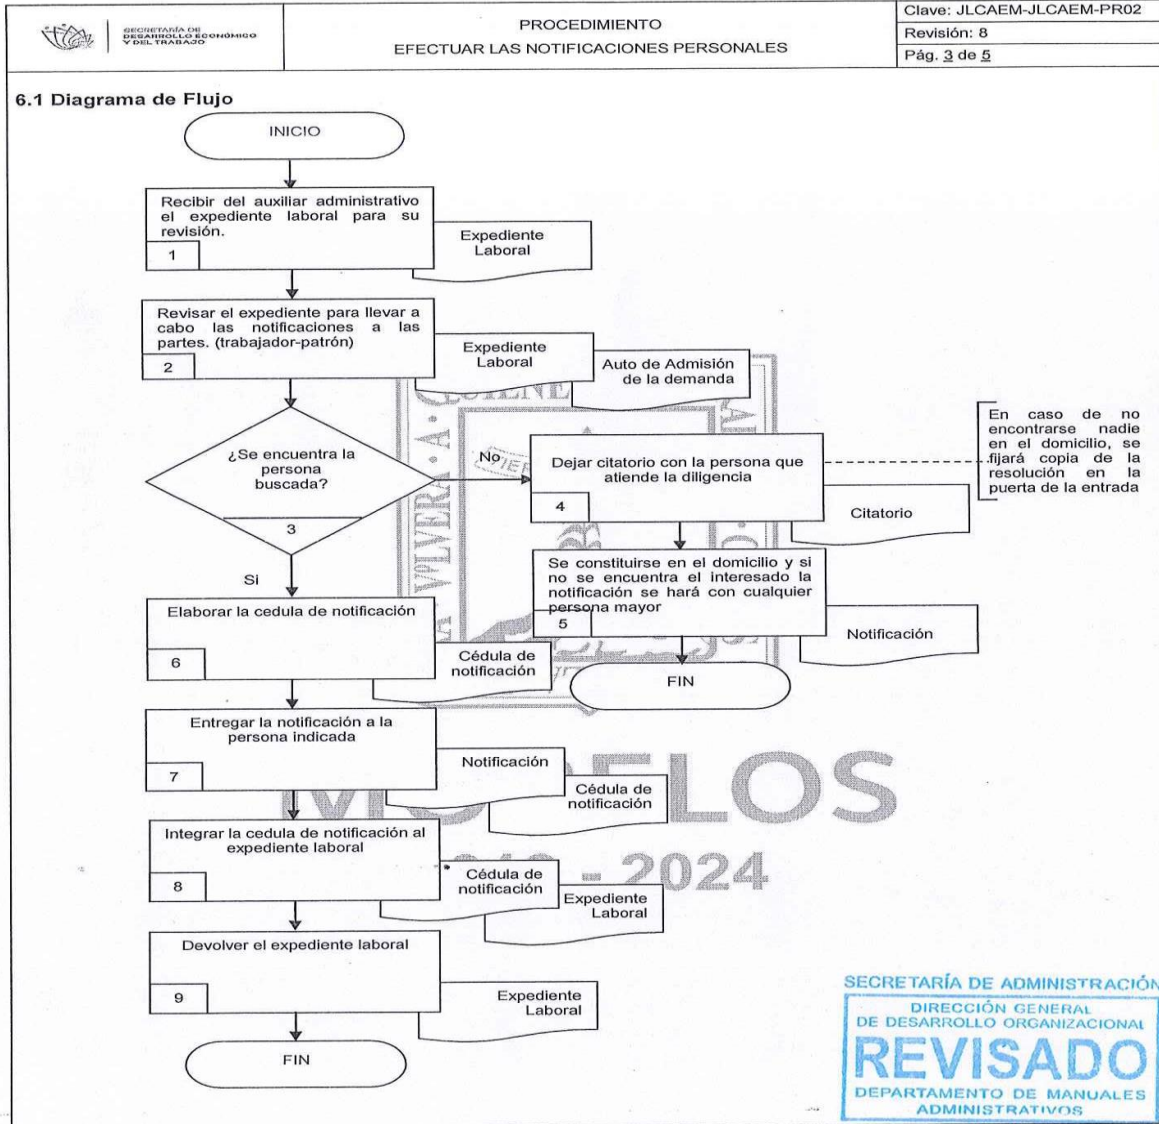 SECRETARÍA DE
DESARROLLO ECONÓMICO
Y DEL TRABAJO
PROCEDIMIENTO
EFECTUAR LAS NOTIFICACIONES PERSONALES
Clave: JLCAEM-JLCAEM-PR02
Revisión: 8
Pág. 3 de 5
6.1 Diagrama de Flujo
INICIO
Recibir del auxiliar administrativo
el expediente laboral para su
revisión.
1
Expediente
Laboral
Revisar el expediente para llevar a
cabo las notificaciones a las
partes. (trabajador-patrón)
2
Expediente
Laboral
Auto de Admisión
de la demanda
¿Se encuentra la
persona
buscada?
3
No
Dejar citatorio con la persona que
atiende la diligencia
4
Citatorio
En caso de no
encontrarse nadie
en el domicilio, se
fijará copia de la
resolución en la
puerta de la entrada
Se constituirse en el domicilio y si
no se encuentra el interesado la
notificación se hará con cualquier
persona mayor
5
Notificación
FIN
Si
Elaborar la cedula de notificación
6
Cédula de
notificación
Entregar la notificación a la
persona indicada
7
Notificación
Cédula de
notificación
Integrar la cedula de notificación al
expediente laboral
8
Cédula de
notificación
Expediente
Laboral
Devolver el expediente laboral
9
Expediente
Laboral
FIN
- 2024
SECRETARÍA DE ADMINISTRACIÓN
DIRECCIÓN GENERAL
DE DESARROLLO ORGANIZACIONAL
REVISADO
DEPARTAMENTO DE MANUALES
ADMINISTRATIVOS